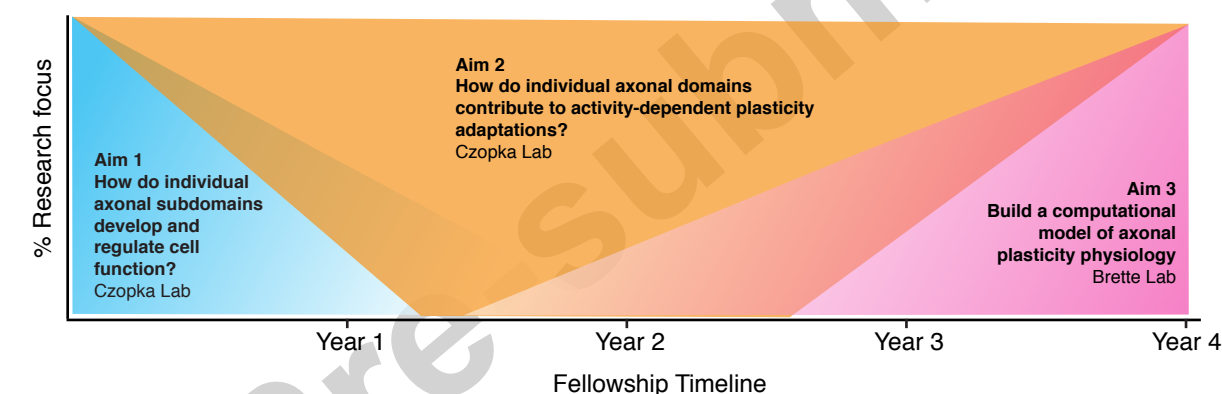 % Research focus
Aim 1
How do individual
axonal subdomains
develop and
regulate cell
function?
Czopka Lab
Aim 2
How do individual axonal domains
contribute to activity-dependent plasticity
adaptations?
Czopka Lab
Aim 3
Build a computational
model of axonal
plasticity physiology
Brette Lab
Year 1
Year 2
Year 3
Year 4
Fellowship Timeline